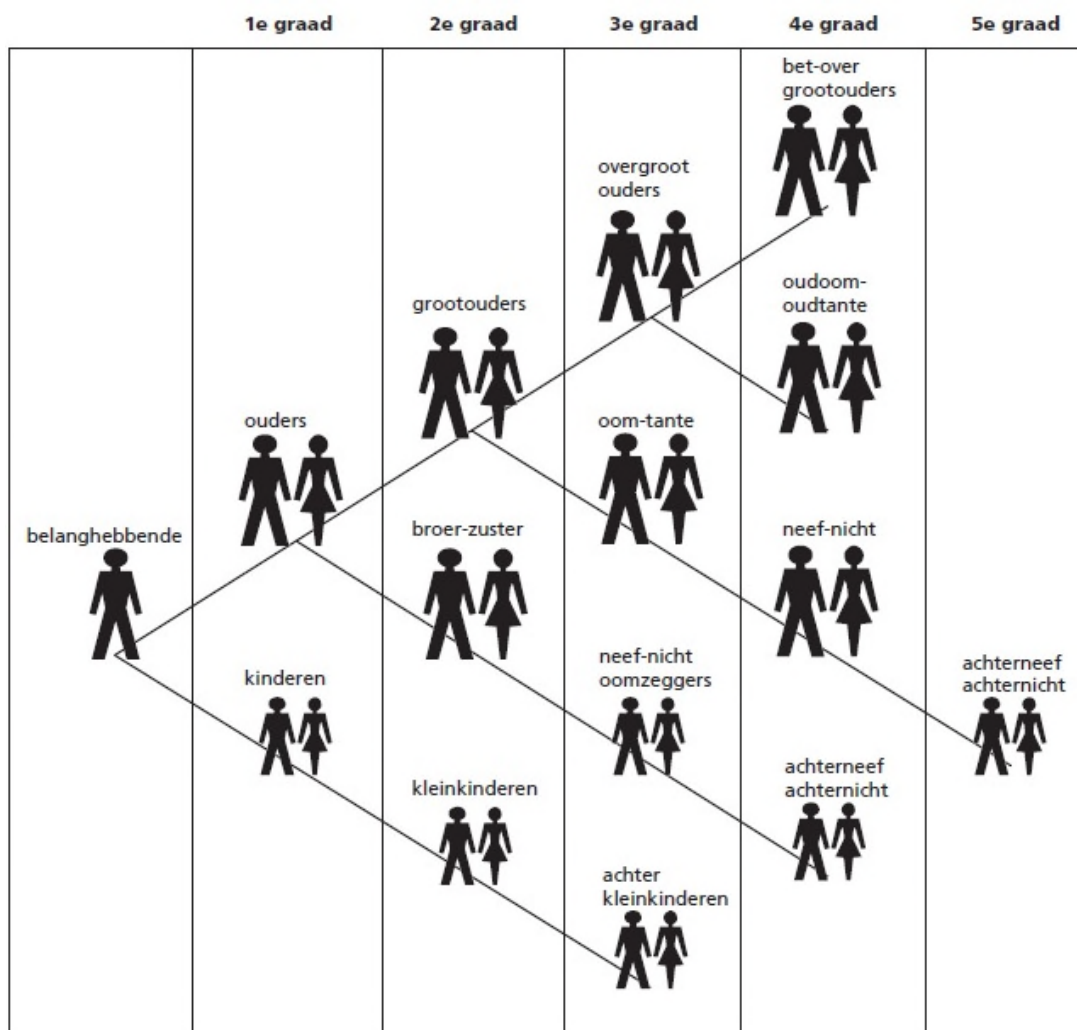 1e graad
2e graad
3e graad
4e graad
5e graad
bet-over
grootouders
overgroot
ouders
grootouders
oudoom-
oudtante
ouders
oom-tante
belanghebbende
broer-zuster
neef-nicht
kinderen
neef-nicht
oomzeggers
achterneef
achternicht
kleinkinderen
achterneef
achternicht
achter
kleinkinderen